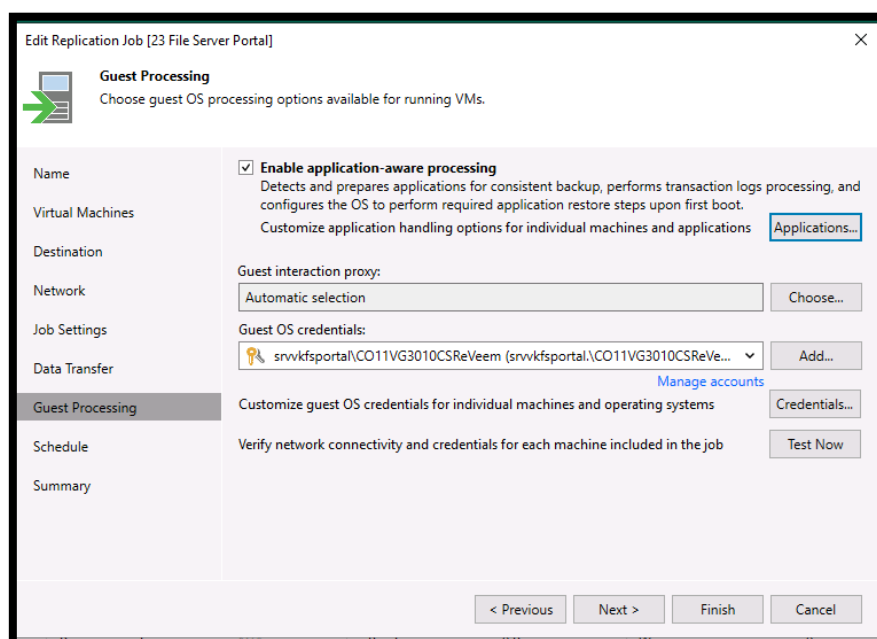 Edit Replication Job [23 File Server Portal]
Guest Processing
Choose guest OS processing options available for running VMs.
Name
Virtual Machines
Destination
Network
Job Settings
Data Transfer
Guest Processing
Schedule
Summary
Enable application-aware processing
Detects and prepares applications for consistent backup, performs transaction logs processing, and
configures the OS to perform required application restore steps upon first boot.
Customize application handling options for individual machines and applications
Applications...
Guest interaction proxy:
Automatic selection
Choose...
Guest OS credentials:
srvvkfsportal\CO11VG3010CSReVeem (srvvkfsportal.\CO11VG3010CSReVe...
Add...
Manage accounts
Customize guest OS credentials for individual machines and operating systems
Credentials...
Verify network connectivity and credentials for each machine included in the job
Test Now
< Previous
Next >
Finish
Cancel